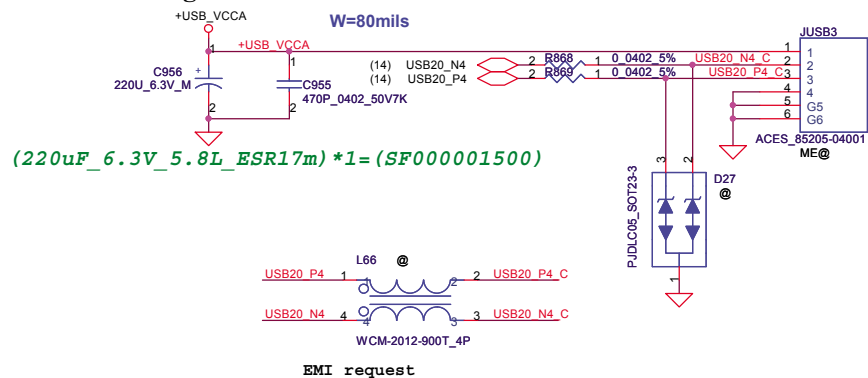 +USB_VCCA
W=80mils
JUSB3
+USB_VCCA
1
1
1
1
C956
220U_6.3V_M
+
2
C955
470P_0402_50V7K
2
(14) USB20_N4 2 R868 1 0_0402_5% USB20_N4_C 2 2
(14) USB20_P4 2 R869 1 0_0402_5% USB20_P4_C 3 3
4 4
5 G5
6 G6
ACES_85205-04001
ME@
(220uF_6.3V_5.8L_ESR17m)*1=(SF000001500)
3
2
D27
@
PJDLC05_SOT23-3
1
L66 @
USB20_P4 1 1 2 2 USB20_P4_C
USB20_N4 4 4 3 3 USB20_N4_C
WCM-2012-900T_4P
EMI request